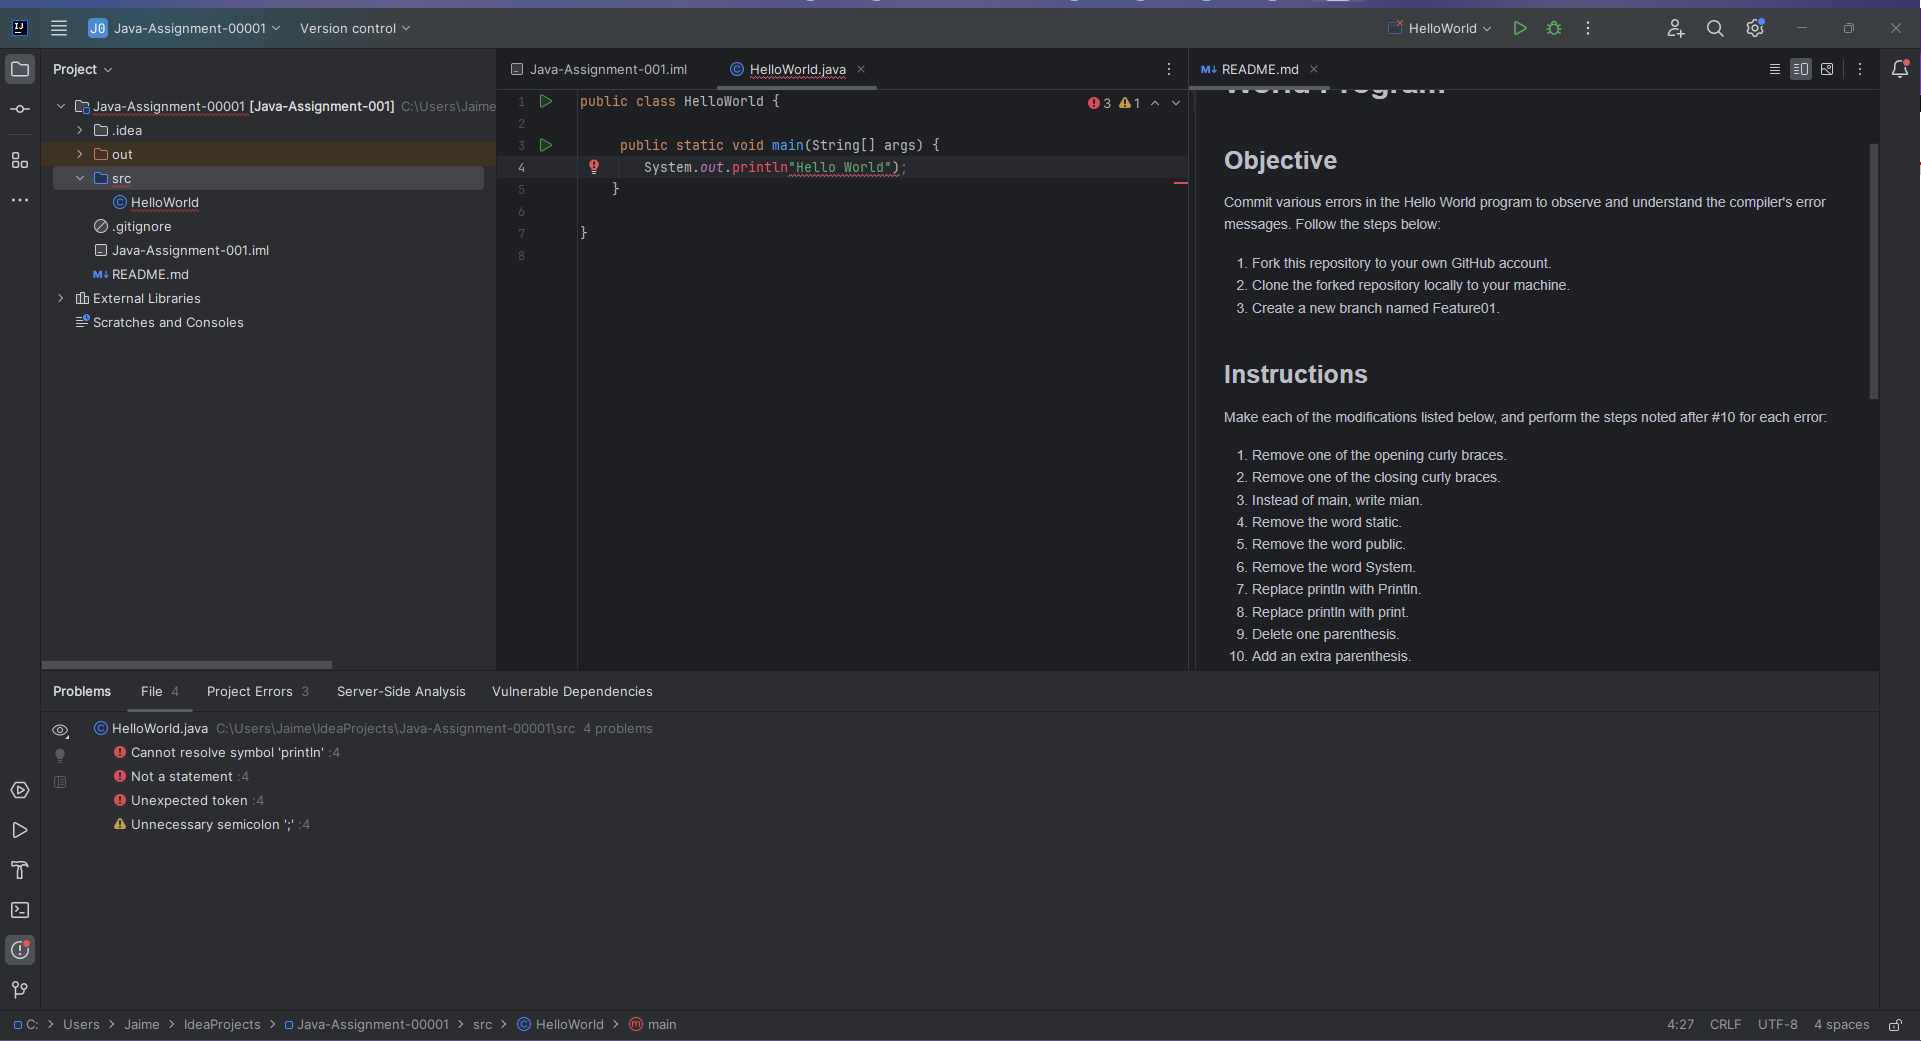 J0 Java-Assignment-00001 Version control HelloWorld
Project
Java-Assignment-00001 [Java-Assignment-001] C:\Users\Jaime
.idea
out
src
HelloWorld
.gitignore
Java-Assignment-001.iml
README.md
External Libraries
Scratches and Consoles
Java-Assignment-001.iml HelloWorld.java
1 public class HelloWorld {
2
3 public static void main(String[] args) {
4 System.out.println"Hello World");
5 }
6
7 }
8
3 1
README.md
World Program
Objective
Commit various errors in the Hello World program to observe and understand the compiler's error
messages. Follow the steps below:
1. Fork this repository to your own GitHub account.
2. Clone the forked repository locally to your machine.
3. Create a new branch named Feature01.
Instructions
Make each of the modifications listed below, and perform the steps noted after #10 for each error:
1. Remove one of the opening curly braces.
2. Remove one of the closing curly braces.
3. Instead of main, write mian.
4. Remove the word static.
5. Remove the word public.
6. Remove the word System.
7. Replace println with Println.
8. Replace println with print.
9. Delete one parenthesis.
10. Add an extra parenthesis.
Problems File 4 Project Errors 3 Server-Side Analysis Vulnerable Dependencies
HelloWorld.java C:\Users\Jaime\IdeaProjects\Java-Assignment-00001\src 4 problems
Cannot resolve symbol 'println' :4
Not a statement :4
Unexpected token :4
Unnecessary semicolon ';' :4
C: > Users > Jaime > IdeaProjects > Java-Assignment-00001 > src > HelloWorld > main
4:27 CRLF UTF-8 4 spaces